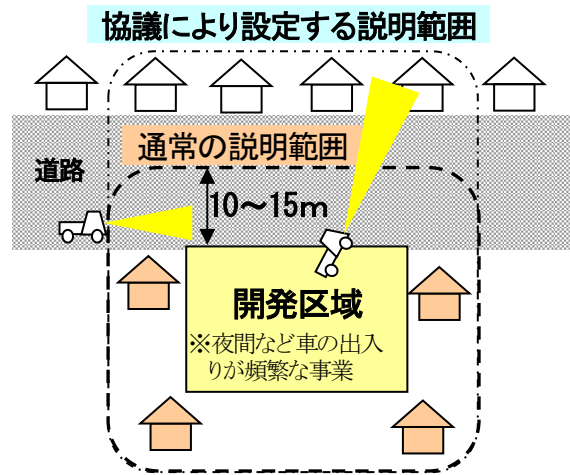 協議により設定する説明範囲
通常の説明範囲
道路
10～15m
開発区域
※夜間など車の出入
りが頻繁な事業